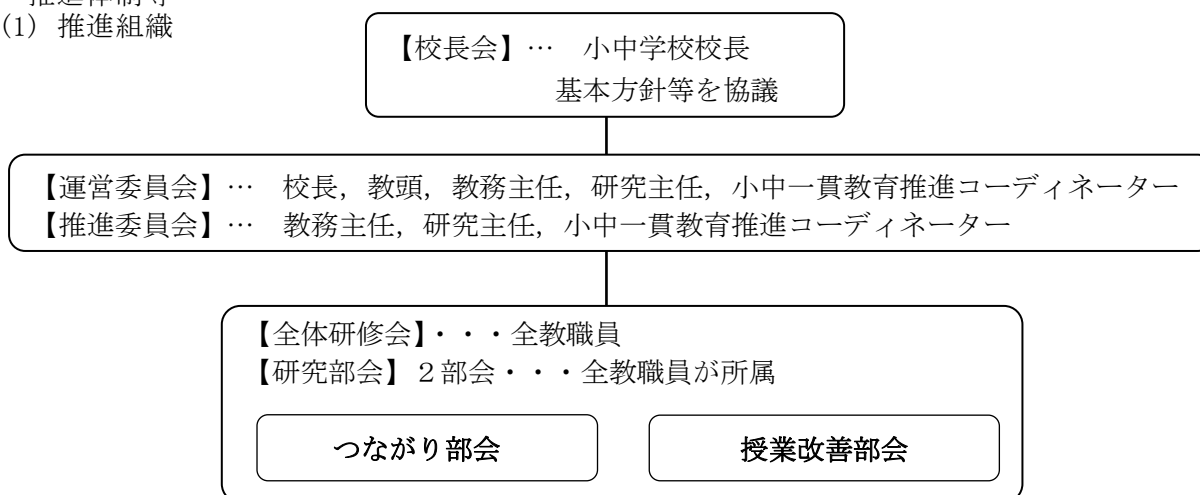 (1) 推進組織
【校長会】… 小中学校校長
基本方針等を協議
【運営委員会】… 校長，教頭，教務主任，研究主任，小中一貫教育推進コーディネーター
【推進委員会】… 教務主任，研究主任，小中一貫教育推進コーディネーター
【全体研修会】・・・全教職員
【研究部会】２部会・・・全教職員が所属
つながり部会
授業改善部会